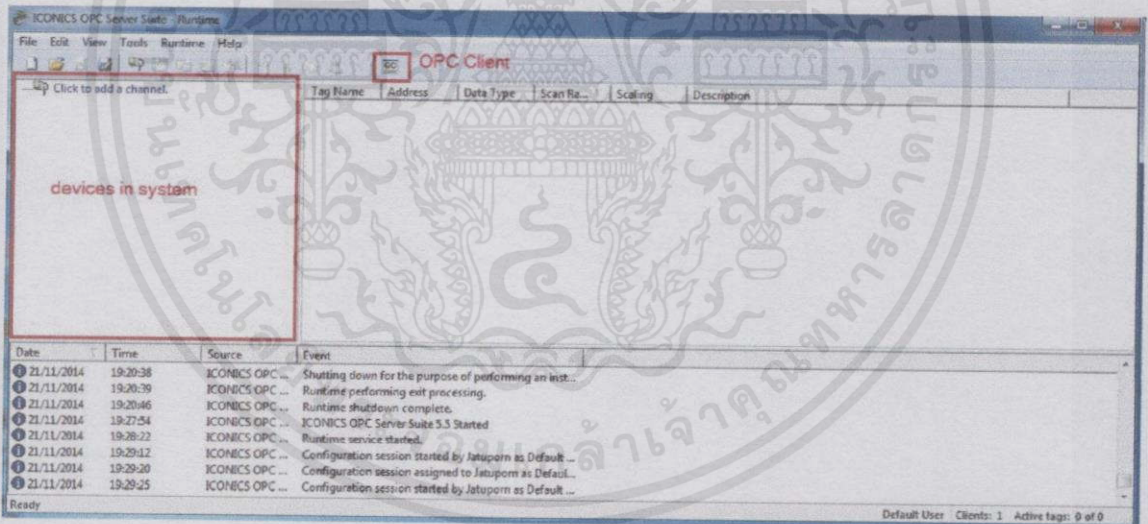 ICONICS OPC Server Suite - Runtime
File Edit View Tools Runtime Help
OPC Client
Click to add a channel.
Tag Name Address Data Type Scan Ra... Scaling Description
devices in system
Date Time Source Event
21/11/2014 19:20:38 ICONICS OPC ... Shutting down for the purpose of performing an inst...
21/11/2014 19:20:39 ICONICS OPC ... Runtime performing exit processing.
21/11/2014 19:20:46 ICONICS OPC ... Runtime shutdown complete.
21/11/2014 19:27:54 ICONICS OPC ... ICONICS OPC Server Suite 5.5 Started
21/11/2014 19:28:22 ICONICS OPC ... Runtime service started.
21/11/2014 19:29:12 ICONICS OPC ... Configuration session started by Jatuporn as Default ...
21/11/2014 19:29:20 ICONICS OPC ... Configuration session assigned to Jatuporn as Defaul...
21/11/2014 19:29:25 ICONICS OPC ... Configuration session started by Jatuporn as Default ...
Ready Default User Clients: 1 Active tags: 0 of 0